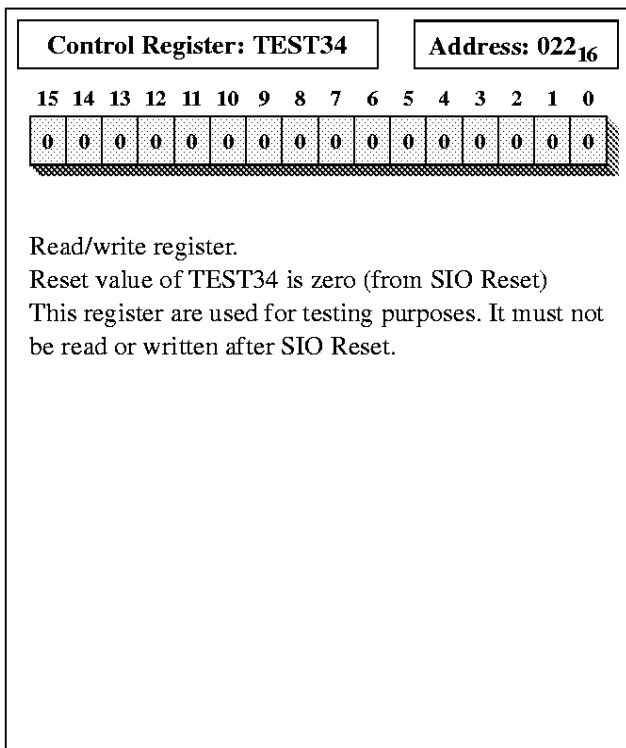 Control Register: TEST34 Address: 022₁₆
15 14 13 12 11 10 9 8 7 6 5 4 3 2 1 0
0 0 0 0 0 0 0 0 0 0 0 0 0 0 0 0
Read/write register.
Reset value of TEST34 is zero (from SIO Reset)
This register are used for testing purposes. It must not
be read or written after SIO Reset.